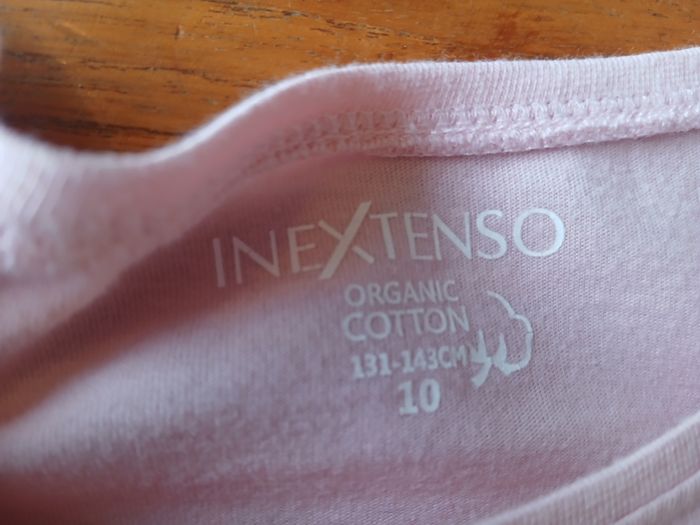 INEXTENSO
ORGANIC
COTTON
131-143CM
10